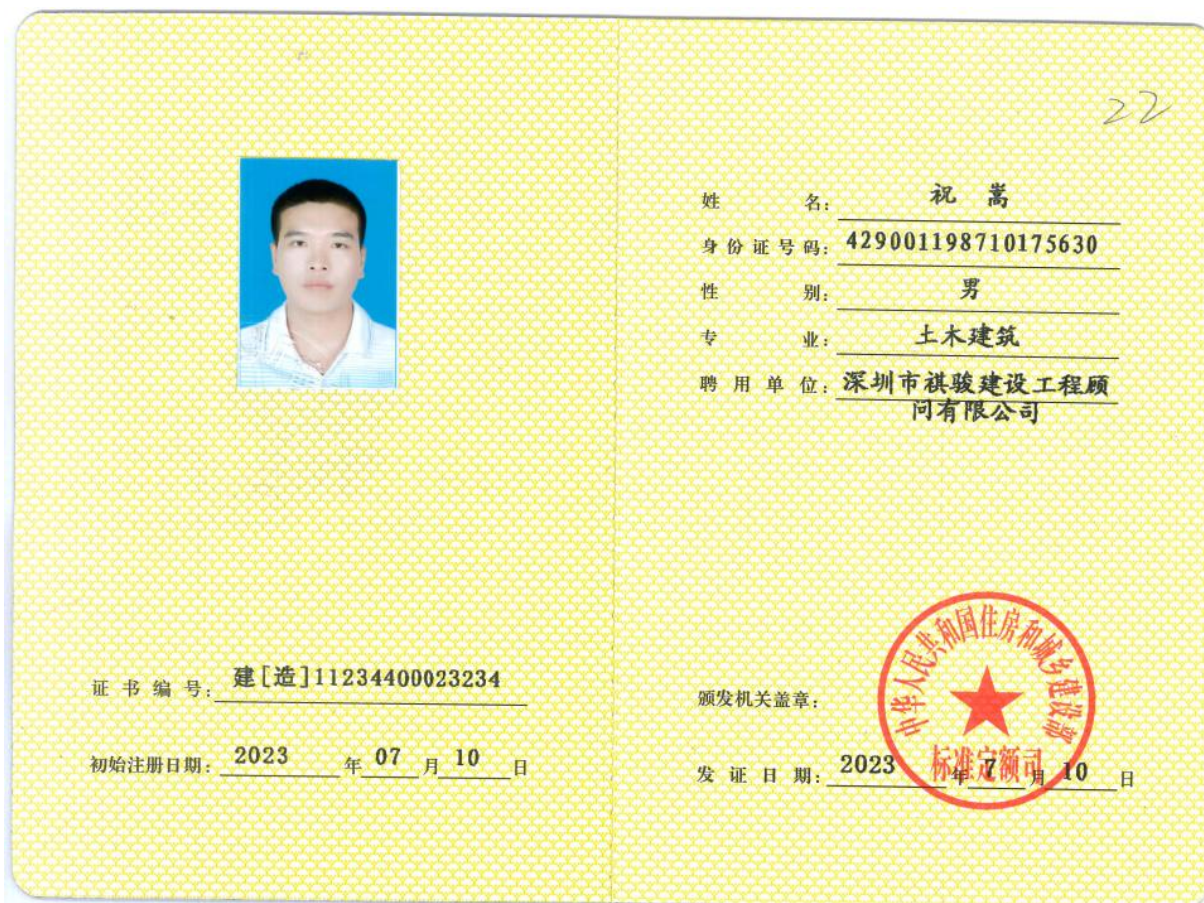 证书编号: 建[造]11234400023234
初始注册日期: 2023 年 07 月 10 日
22
姓名: 祝嵩
身份证号码: 429001198710175630
性别: 男
专业: 土木建筑
聘用单位: 深圳市祺骏建设工程顾
问有限公司
中华人民共和国住房和城乡建设部
标准定额司
颁发机关盖章:
发证日期: 2023 年 7 月 10 日